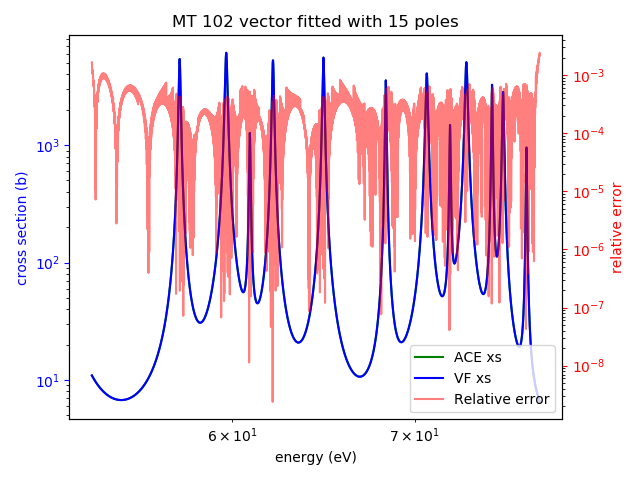 MT 102 vector fitted with 15 poles
cross section (b)
10³
10²
10¹
10⁻³
10⁻⁴
10⁻⁵
10⁻⁶
10⁻⁷
10⁻⁸
relative error
ACE xs
VF xs
Relative error
6 × 10¹
7 × 10¹
energy (eV)